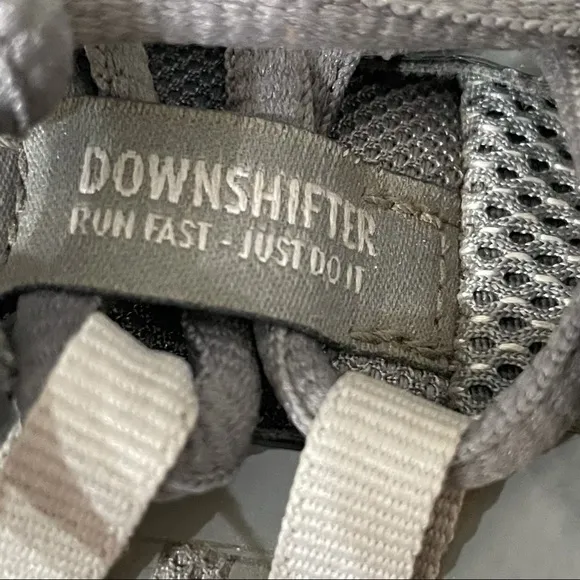 DOWNSHIFTER
RUN FAST - JUST DO IT